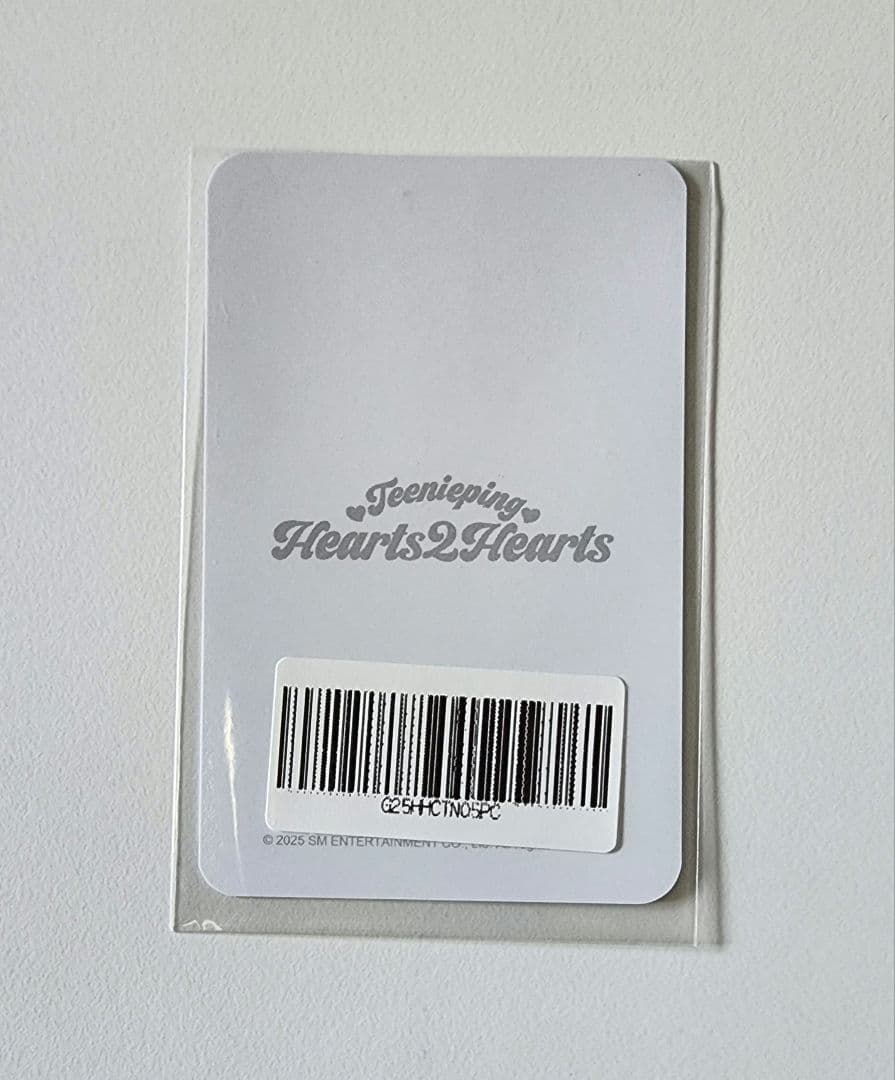 Teenieping
Hearts2Hearts
G25HHCTN05PC
© 2025 SM ENTERTAINMENT CO.,